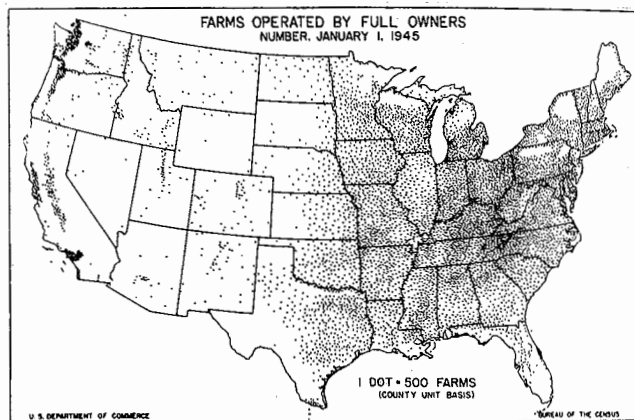 FARMS OPERATED BY FULL OWNERS
NUMBER, JANUARY 1, 1945
1 DOT = 500 FARMS
(COUNTY UNIT BASIS)
U. S. DEPARTMENT OF COMMERCE
BUREAU OF THE CENSUS